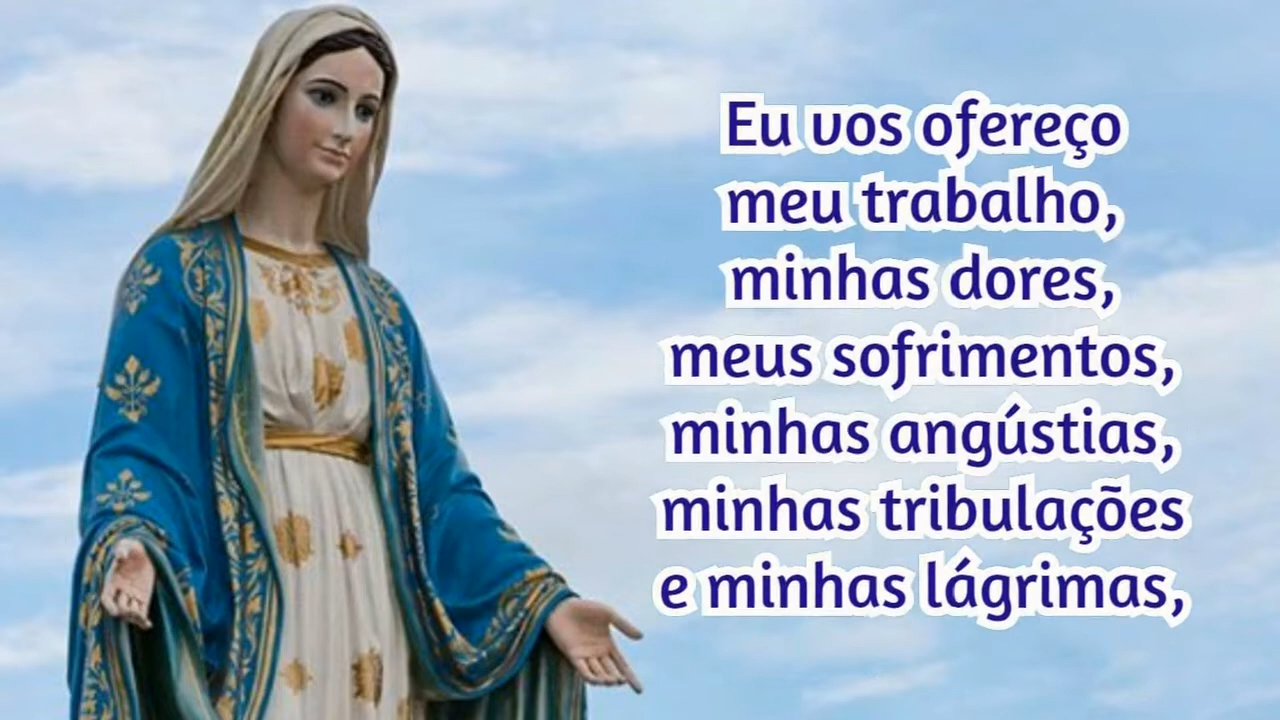 Eu vos ofereço
meu trabalho,
minhas dores,
meus sofrimentos,
minhas angústias,
minhas tribulações
e minhas lágrimas,